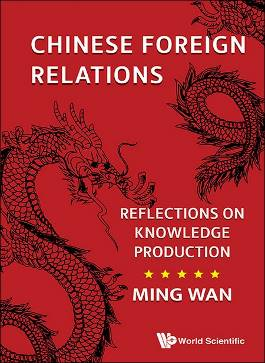 CHINESE FOREIGN
RELATIONS
REFLECTIONS ON
KNOWLEDGE
PRODUCTION
MING WAN
World Scientific